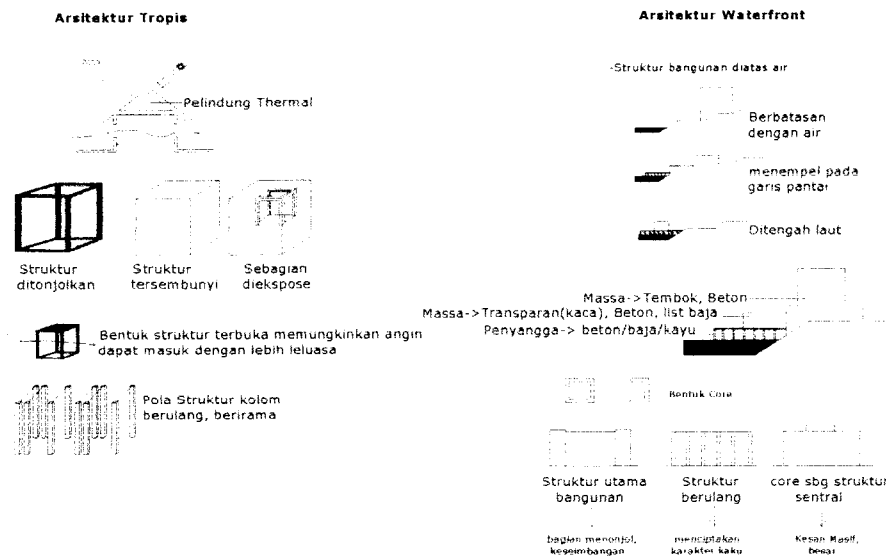 Arsitektur Tropis
Pelindung Thermal
Struktur
ditonjolkan
Struktur
tersembunyi
Sebagian
diekspose
Bentuk struktur terbuka memungkinkan angin
dapat masuk dengan lebih leluasa
Pola Struktur kolom
berulang, berirama
Arsitektur Waterfront
-Struktur bangunan diatas air
Berbatasan
dengan air
menempel pada
garis pantai
Ditengah laut
Massa->Tembok, Beton
Massa->Transparan(kaca), Beton, list baja
Penyangga-> beton/baja/kayu
Bentuk Core
Struktur utama
bangunan
Struktur
berulang
core sbg struktur
sentral
bagian menonjol,
keseimbangan
menciptakan
karakter kaku
Kesan Masif,
besar